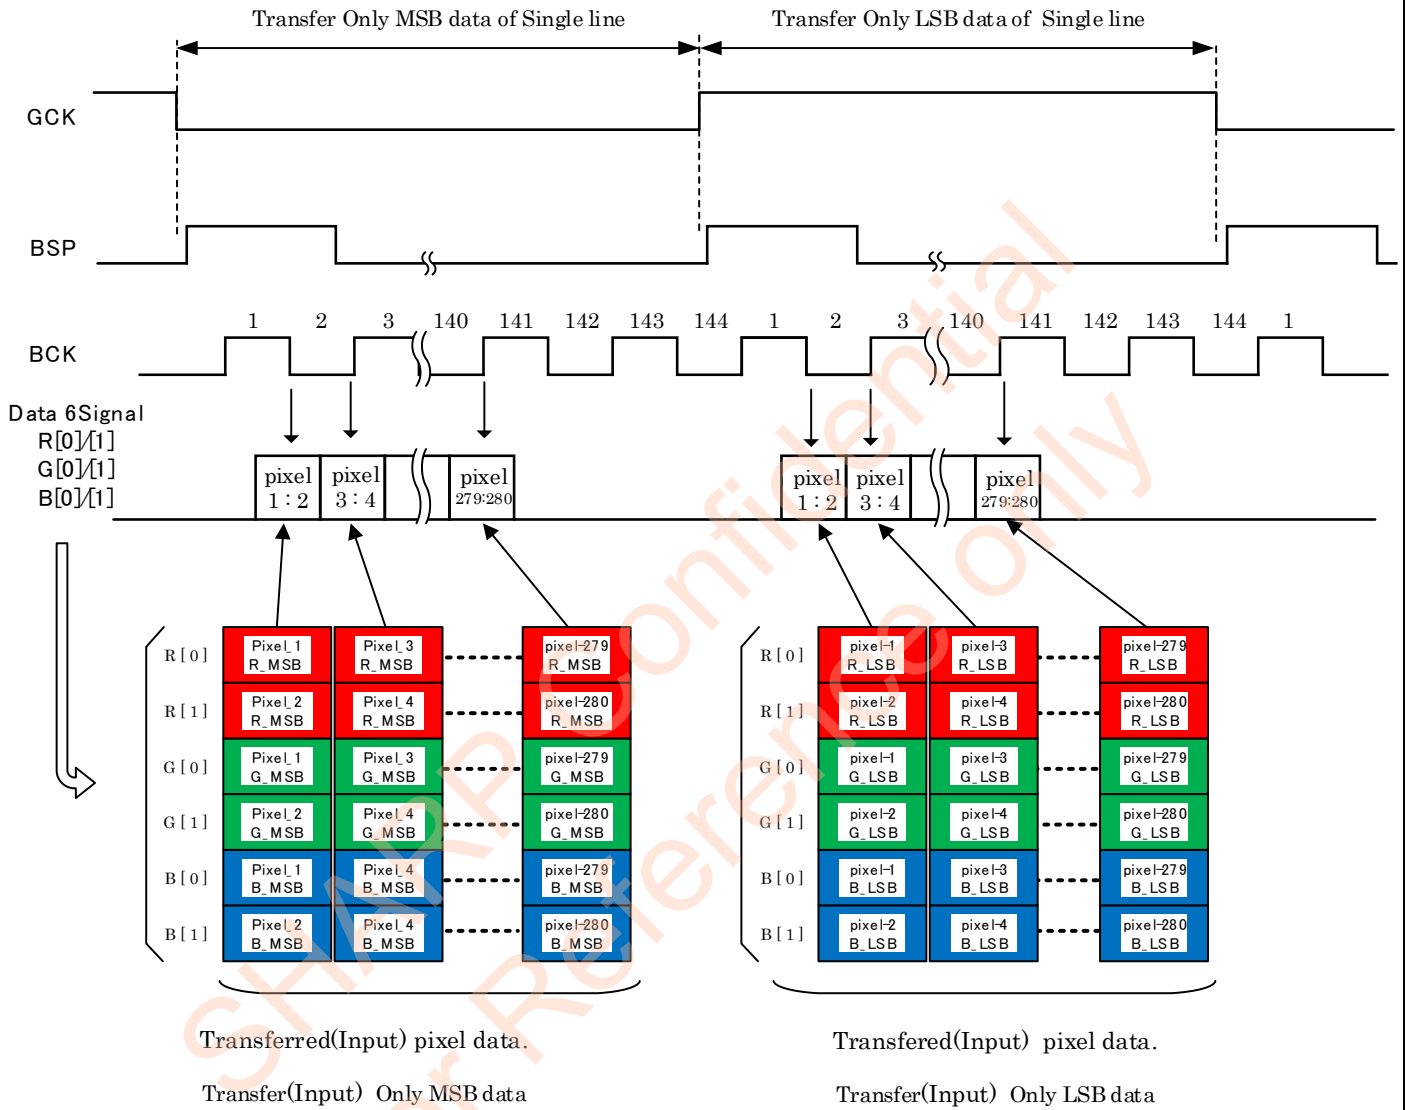 Transfer Only MSB data of Single line
Transfer Only LSB data of Single line
GCK
BSP
1 2 3 140 141 142 143 144 1 2 3 140 141 142 143 144 1
BCK
Data 6Signal
R[0]/[1]
G[0]/[1]
B[0]/[1]
pixel 1:2
pixel 3:4
pixel 279:280
pixel 1:2
pixel 3:4
pixel 279:280
R[0] Pixel_1 R_MSB Pixel_3 R_MSB pixel-279 R_MSB
R[1] Pixel_2 R_MSB Pixel_4 R_MSB pixel-280 R_MSB
G[0] Pixel_1 G_MSB Pixel_3 G_MSB pixel-279 G_MSB
G[1] Pixel_2 G_MSB Pixel_4 G_MSB pixel-280 G_MSB
B[0] Pixel_1 B_MSB Pixel_4 B_MSB pixel-279 B_MSB
B[1] Pixel_2 B_MSB Pixel_4 B_MSB pixel-280 B_MSB
R[0] pixel-1 R_LSB pixel-3 R_LSB pixel-279 R_LSB
R[1] pixel-2 R_LSB pixel-4 R_LSB pixel-280 R_LSB
G[0] pixel-1 G_LSB pixel-3 G_LSB pixel-279 G_LSB
G[1] pixel-2 G_LSB pixel-4 G_LSB pixel-280 G_LSB
B[0] pixel-1 B_LSB pixel-3 B_LSB pixel-279 B_LSB
B[1] pixel-2 B_LSB pixel-4 B_LSB pixel-280 B_LSB
Transferred(Input) pixel data.
Transfer(Input) Only MSB data
Transfered(Input) pixel data.
Transfer(Input) Only LSB data
SHARP Confidential
Reference only